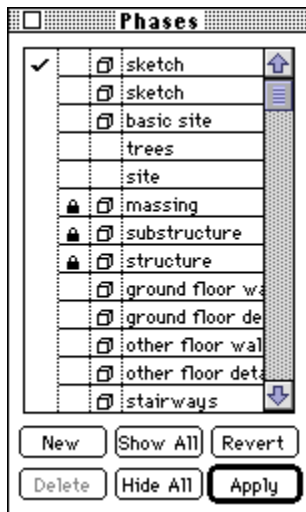 Phases
sketch
sketch
basic site
trees
site
massing
substructure
structure
ground floor wa
ground floor de
other floor wal
other floor deta
stairways
New Show All Revert
Delete Hide All Apply